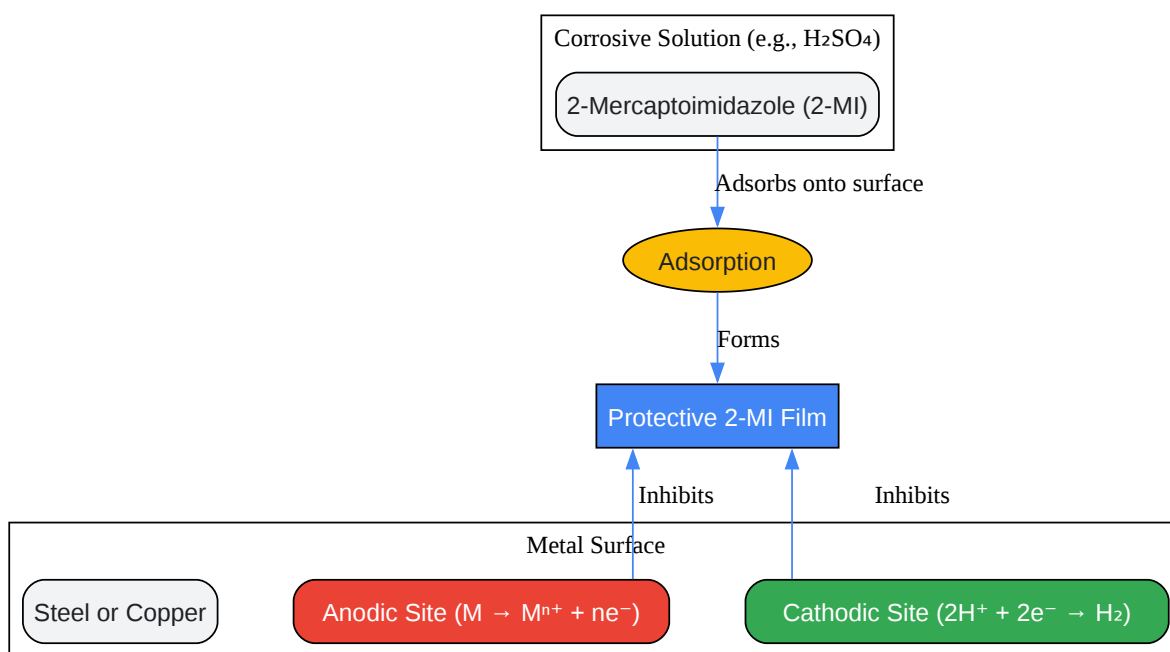 Corrosive Solution (e.g., H₂SO₄)
2-Mercaptoimidazole (2-MI)
Adsorbs onto surface
Adsorption
Forms
Protective 2-MI Film
Inhibits
Inhibits
Metal Surface
Steel or Copper
Anodic Site (M → Mⁿ⁺ + ne⁻)
Cathodic Site (2H⁺ + 2e⁻ → H₂)